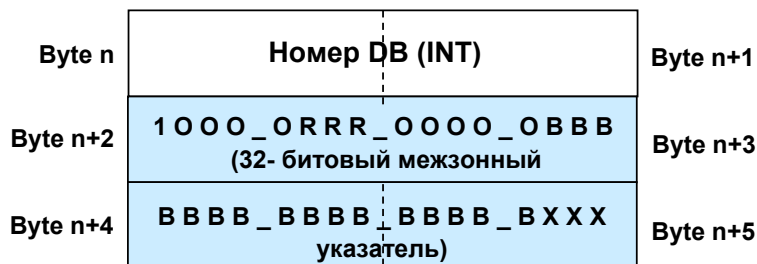 Byte n Номер DB (INT) Byte n+1
Byte n+2 1 O O O _ O R R R _ O O O O _ O B B B Byte n+3
(32- битовый межзонный
Byte n+4 B B B B _ B B B B _ B B B B _ B X X X Byte n+5
указатель)